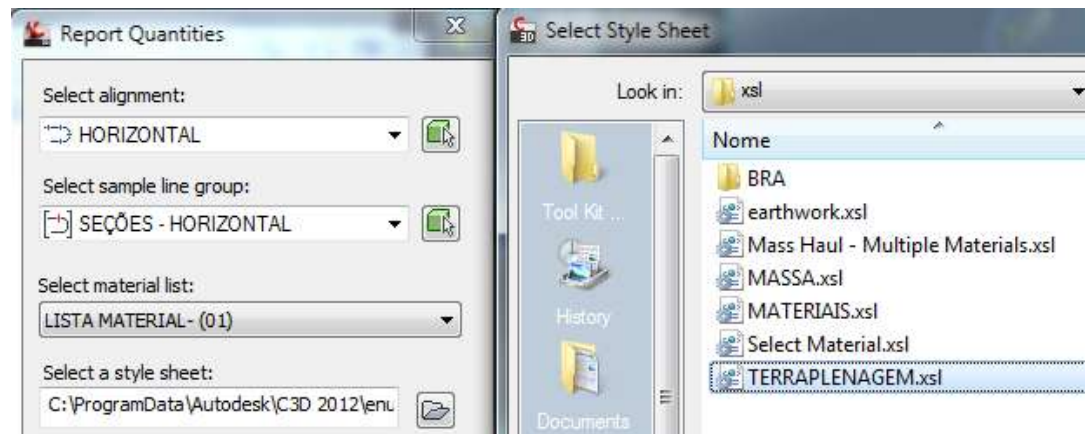 Report Quantities
Select alignment:
HORIZONTAL
Select sample line group:
SEÇÕES - HORIZONTAL
Select material list:
LISTA MATERIAL- (01)
Select a style sheet:
C:\ProgramData\Autodesk\C3D 2012\enu
Select Style Sheet
Look in:
xsl
Tool Kit ...
History
Documents
Nome
BRA
earthwork.xsl
Mass Haul - Multiple Materials.xsl
MASSA.xsl
MATERIAIS.xsl
Select Material.xsl
TERRAPLENAGEM.xsl